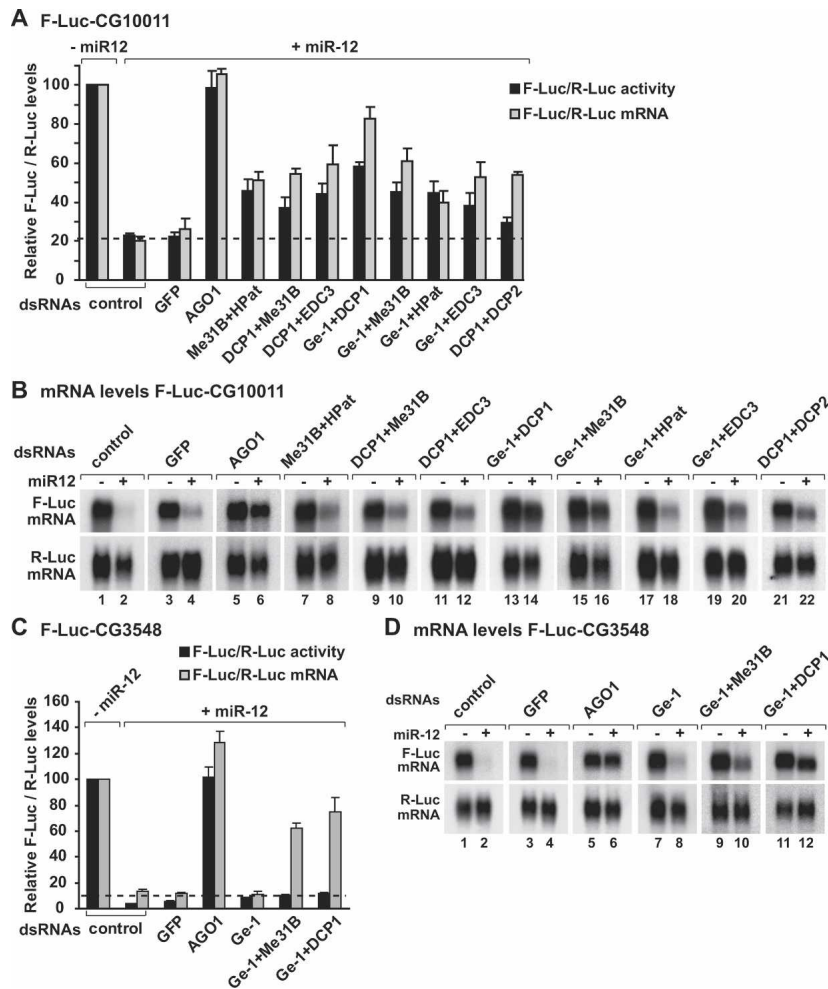 A F-Luc-CG10011
- miR12 + miR-12
F-Luc/R-Luc activity
F-Luc/R-Luc mRNA
Relative F-Luc / R-Luc levels
100
80
60
40
20
0
dsRNAs control GFP AGO1 Me31B+HPat DCP1+Me31B DCP1+EDC3 Ge-1+DCP1 Ge-1+Me31B Ge-1+HPat Ge-1+EDC3 DCP1+DCP2
B mRNA levels F-Luc-CG10011
dsRNAs control GFP AGO1 Me31B+HPat DCP1+Me31B DCP1+EDC3 Ge-1+DCP1 Ge-1+Me31B Ge-1+HPat Ge-1+EDC3 DCP1+DCP2
miR12 - + - + - + - + - + - + - + - + - + - + - +
F-Luc
mRNA
R-Luc
mRNA
1 2 3 4 5 6 7 8 9 10 11 12 13 14 15 16 17 18 19 20 21 22
C F-Luc-CG3548
F-Luc/R-Luc activity
F-Luc/R-Luc mRNA
- miR-12 + miR-12
Relative F-Luc / R-Luc levels
160
140
120
100
80
60
40
20
0
dsRNAs control GFP AGO1 Ge-1 Ge-1+Me31B Ge-1+DCP1
D mRNA levels F-Luc-CG3548
dsRNAs control GFP AGO1 Ge-1 Ge-1+Me31B Ge-1+DCP1
miR-12 - + - + - + - + - + - +
F-Luc
mRNA
R-Luc
mRNA
1 2 3 4 5 6 7 8 9 10 11 12